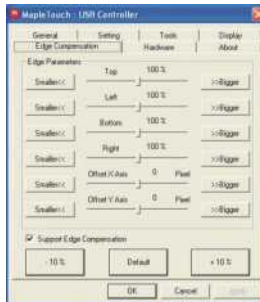 MapleTouch : USR Controller
General Setting Tools Display
Edge Compensation Hardware About
Edge Parameters
Top 100 %
Smaller<< >>Bigger
Left 100 %
Smaller<< >>Bigger
Bottom 100 %
Smaller<< >>Bigger
Right 100 %
Smaller<< >>Bigger
Offset X Axis 0 Pixel
Smaller<< >>Bigger
Offset Y Axis 0 Pixel
Smaller<< >>Bigger
Support Edge Compensation
- 10 % Default + 10 %
OK Cancel Apply